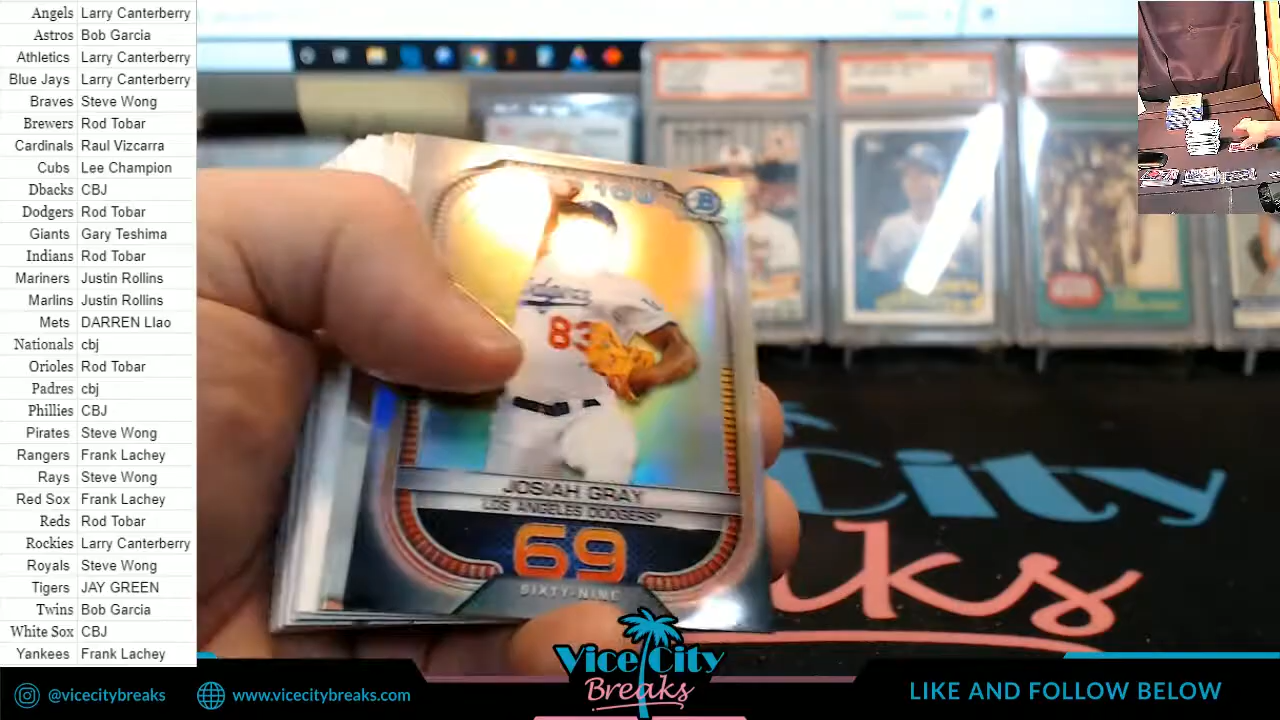 Angels Larry Canterberry
Astros Bob Garcia
Athletics Larry Canterberry
Blue Jays Larry Canterberry
Braves Steve Wong
Brewers Rod Tobar
Cardinals Raul Vizcarra
Cubs Lee Champion
Dbacks CBJ
Dodgers Rod Tobar
Giants Gary Teshima
Indians Rod Tobar
Mariners Justin Rollins
Marlins Justin Rollins
Mets DARREN Llao
Nationals cbj
Orioles Rod Tobar
Padres cbj
Phillies CBJ
Pirates Steve Wong
Rangers Frank Lachey
Rays Steve Wong
Red Sox Frank Lachey
Reds Rod Tobar
Rockies Larry Canterberry
Royals Steve Wong
Tigers JAY GREEN
Twins Bob Garcia
White Sox CBJ
Yankees Frank Lachey
B
83
JOSIAH GRAY
LOS ANGELES DODGERS
69
SIXTY-NINE
City
Vice City
Breaks
@vicecitybreaks
www.vicecitybreaks.com
LIKE AND FOLLOW BELOW